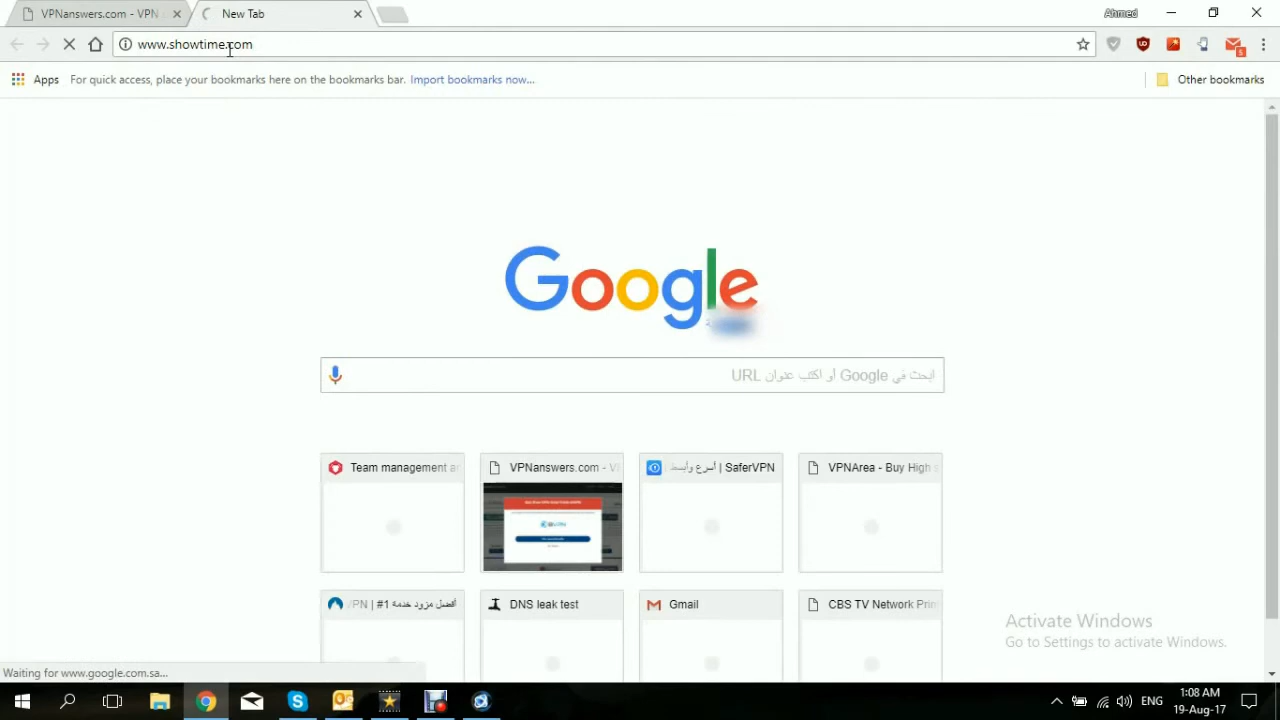 VPNanswers.com - VPN
New Tab
Ahmed
www.showtime.com
5
Apps
For quick access, place your bookmarks here on the bookmarks bar. Import bookmarks now...
Other bookmarks
Google
ابحث في Google أو اكتب عنوان URL
Team management
VPNanswers.com - V
أسرع وأبسط | SaferVPN
VPNArea - Buy High
أفضل مزود خدمة #1 | VPN
DNS leak test
Gmail
CBS TV Network Prin
Activate Windows
Go to Settings to activate Windows.
Waiting for www.google.com.sa...
ENG
1:08 AM
19-Aug-17